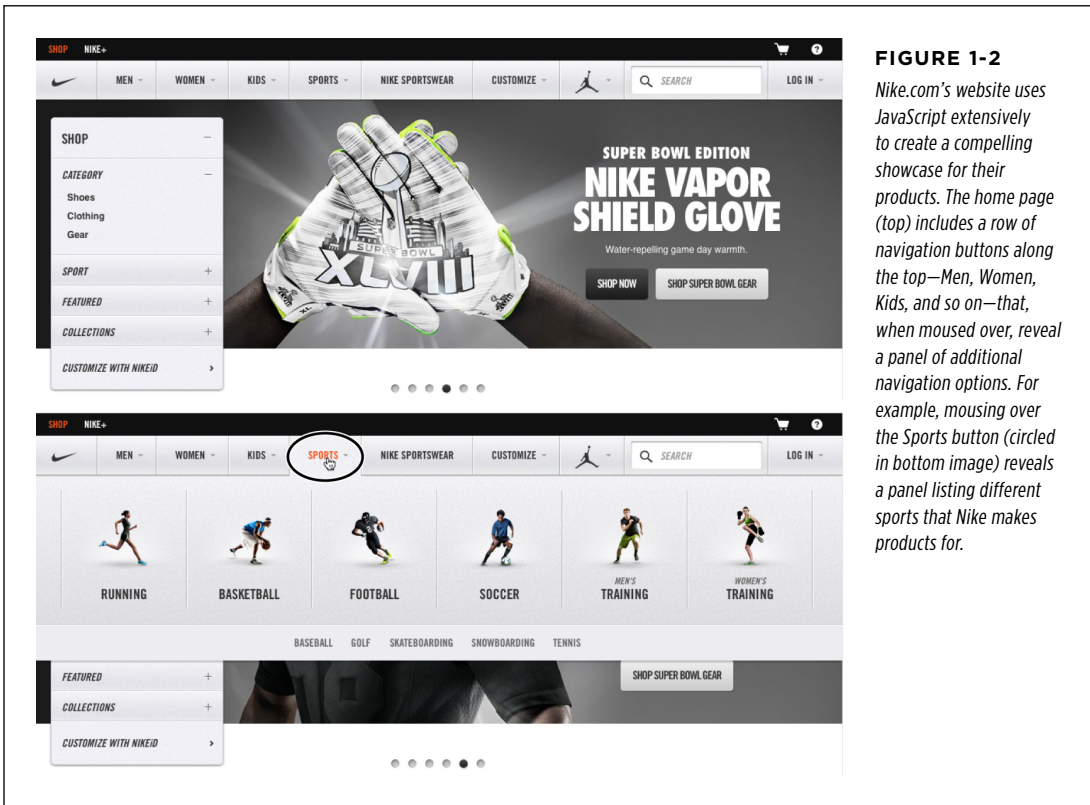 SHOP NIKE+
MEN WOMEN KIDS SPORTS NIKE SPORTSWEAR CUSTOMIZE SEARCH LOG IN
SHOP
CATEGORY
Shoes
Clothing
Gear
SPORT
FEATURED
COLLECTIONS
CUSTOMIZE WITH NIKEiD
SUPER BOWL
XLVIII
SUPER BOWL EDITION
NIKE VAPOR
SHIELD GLOVE
Water-repelling game day warmth.
SHOP NOW SHOP SUPER BOWL GEAR
SHOP NIKE+
MEN WOMEN KIDS SPORTS NIKE SPORTSWEAR CUSTOMIZE SEARCH LOG IN
RUNNING BASKETBALL FOOTBALL SOCCER MEN'S TRAINING WOMEN'S TRAINING
BASEBALL GOLF SKATEBOARDING SNOWBOARDING TENNIS
FEATURED
COLLECTIONS
CUSTOMIZE WITH NIKEiD
SHOP SUPER BOWL GEAR
FIGURE 1-2
Nike.com’s website uses
JavaScript extensively
to create a compelling
showcase for their
products. The home page
(top) includes a row of
navigation buttons along
the top—Men, Women,
Kids, and so on—that,
when moused over, reveal
a panel of additional
navigation options. For
example, mousing over
the Sports button (circled
in bottom image) reveals
a panel listing different
sports that Nike makes
products for.